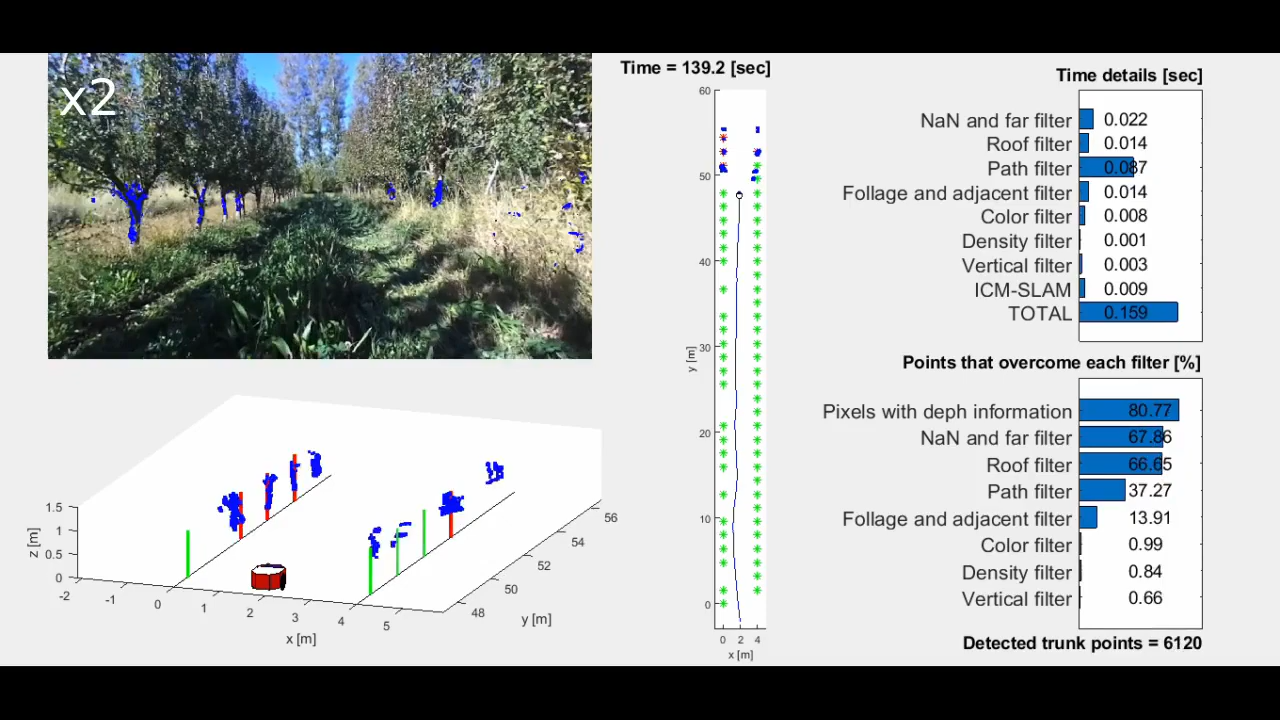 x2
Time = 139.2 [sec]
60
50
40
30
20
10
0
y [m]
0 2 4
x [m]
Time details [sec]
NaN and far filter 0.022
Roof filter 0.014
Path filter 0.087
Follage and adjacent filter 0.014
Color filter 0.008
Density filter 0.001
Vertical filter 0.003
ICM-SLAM 0.009
TOTAL 0.159
Points that overcome each filter [%]
Pixels with deph information 80.77
NaN and far filter 67.86
Roof filter 66.65
Path filter 37.27
Follage and adjacent filter 13.91
Color filter 0.99
Density filter 0.84
Vertical filter 0.66
Detected trunk points = 6120
1.5
1
0.5
0
z [m]
-2 -1 0 1 2 3 4 5
x [m]
48 50 52 54 56
y [m]